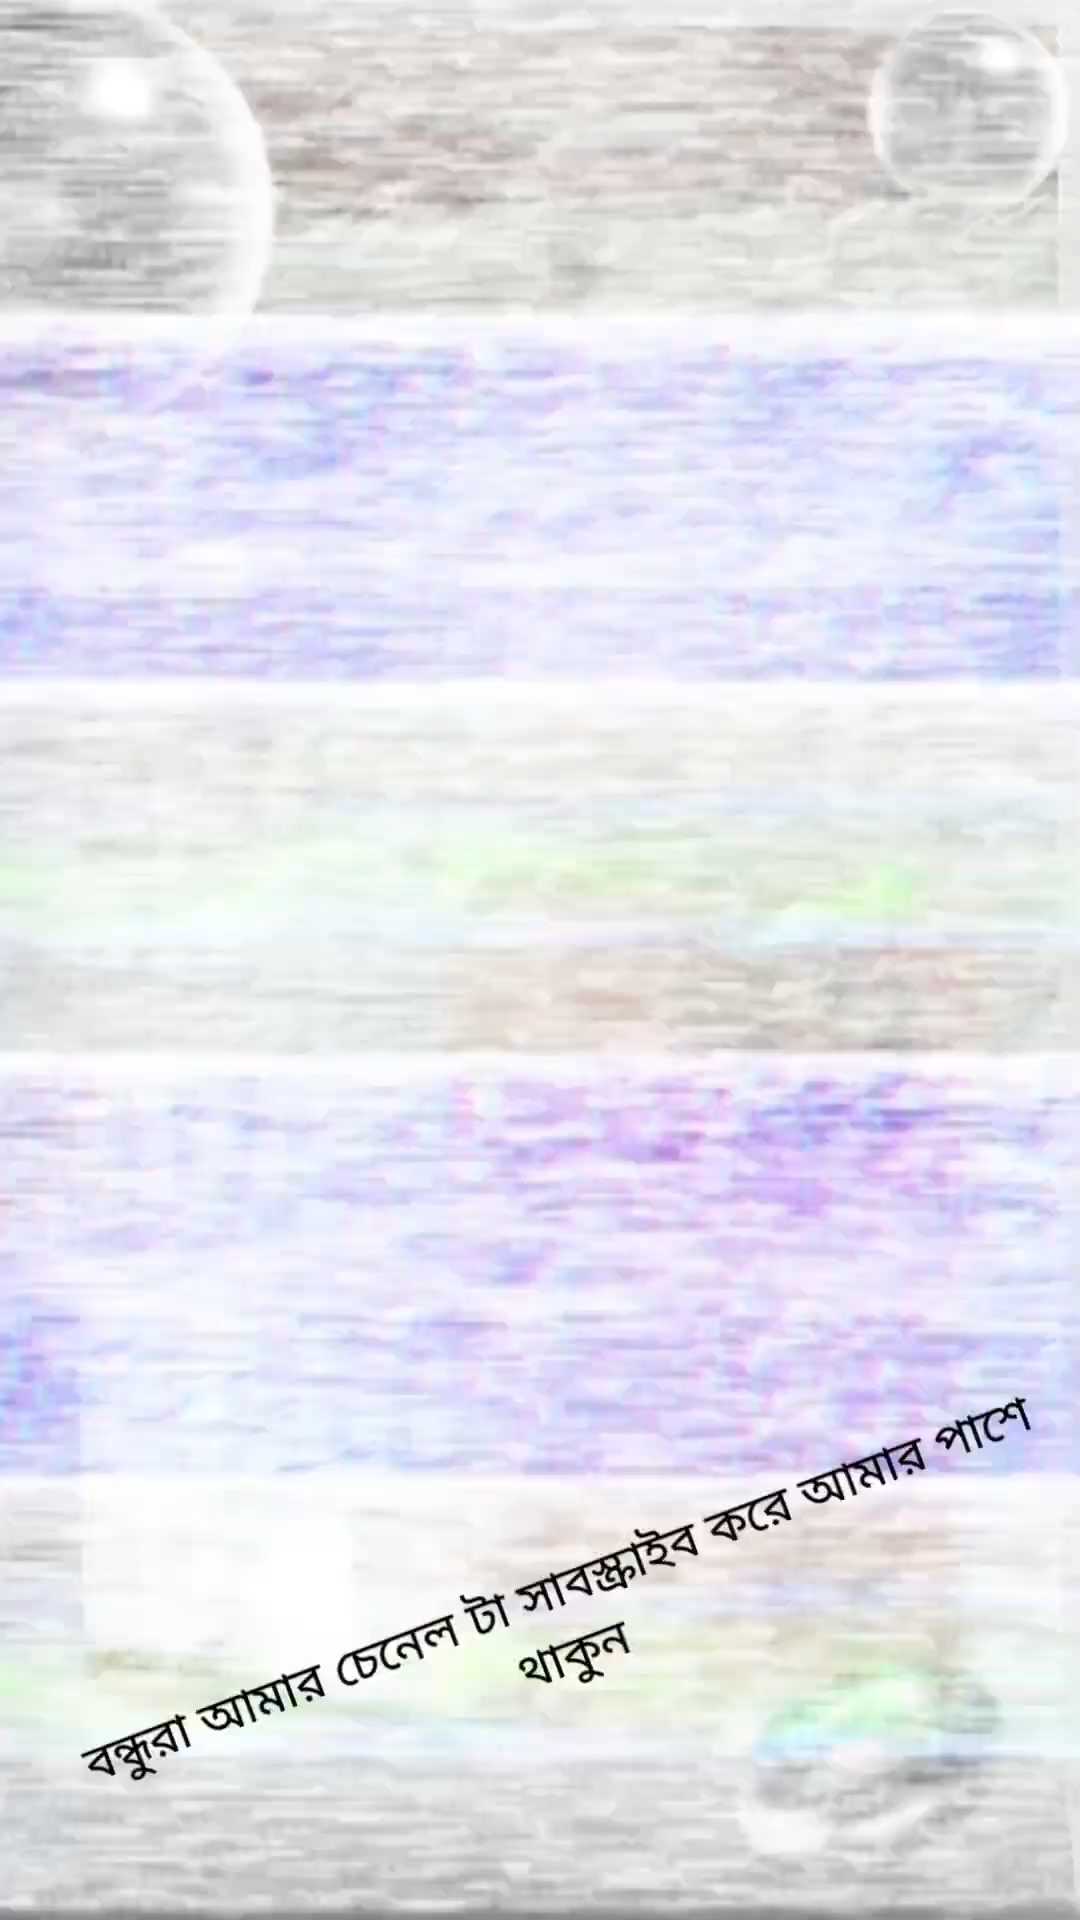 বন্ধুরা আমার চেনেল টা সাবস্ক্রাইব করে আমার পাশে
থাকুন